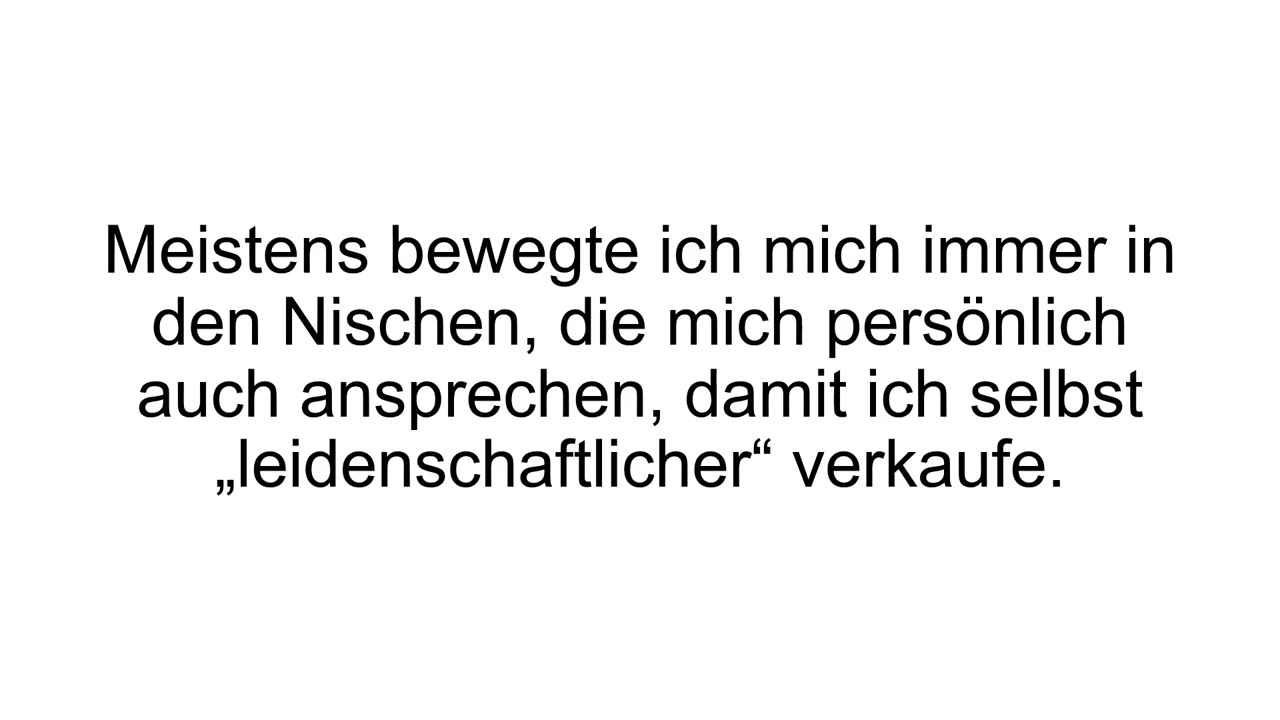 Meistens bewegte ich mich immer in
den Nischen, die mich persönlich
auch ansprechen, damit ich selbst
„leidenschaftlicher“ verkaufe.